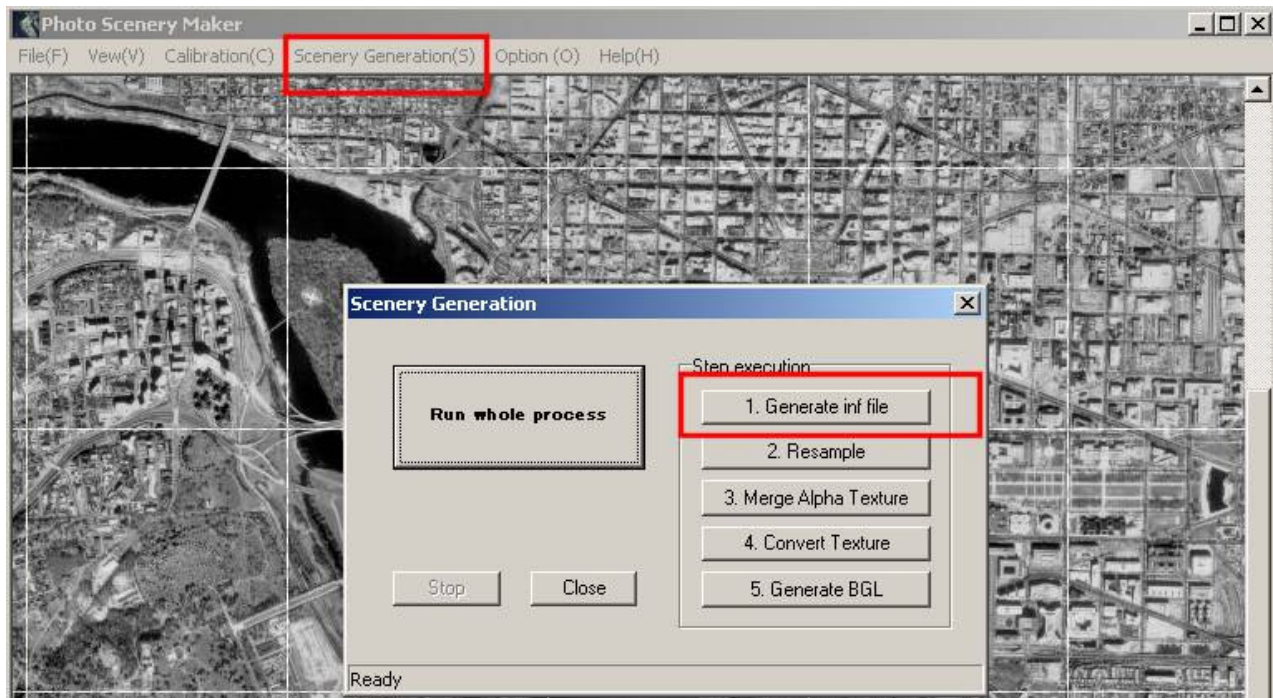 Photo Scenery Maker
File(F) Vew(V) Calibration(C) Scenery Generation(S) Option (O) Help(H)
Scenery Generation
Step execution
Run whole process
1. Generate inf file
2. Resample
3. Merge Alpha Texture
4. Convert Texture
5. Generate BGL
Stop
Close
Ready